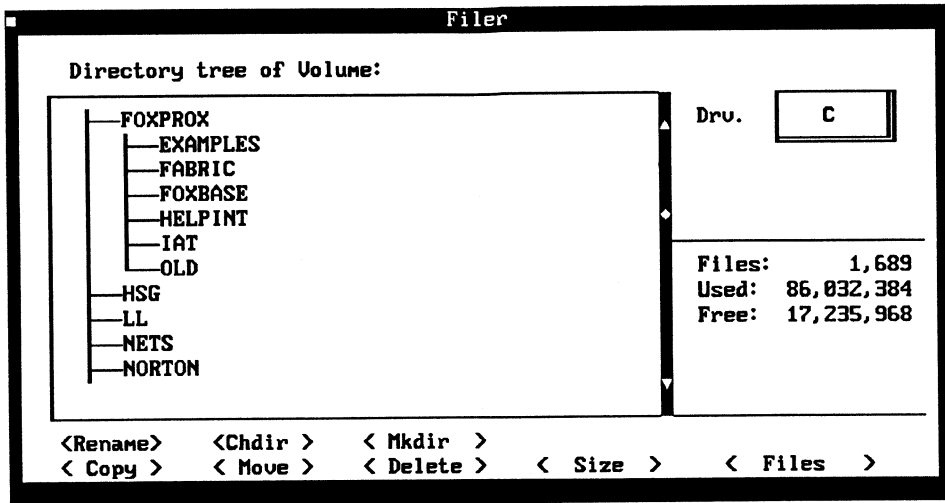 Filer
Directory tree of Volume:
FOXPROX
EXAMPLES
FABRIC
FOXBASE
HELPINT
IAT
OLD
HSG
LL
NETS
NORTON
Drv. C
Files: 1,689
Used: 86,032,384
Free: 17,235,968
<Rename> <Chdir > < Mkdir >
< Copy > < Move > < Delete > < Size > < Files >